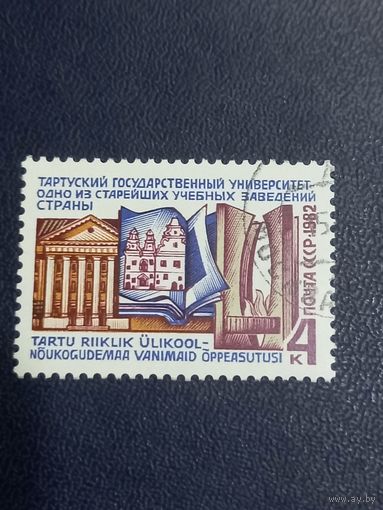 ТАРТУСКИЙ ГОСУДАРСТВЕННЫЙ УНИВЕРСИТЕТ-
ОДНО ИЗ СТАРЕЙШИХ УЧЕБНЫХ ЗАВЕДЕНИЙ
СТРАНЫ
ПОЧТА СССР·1982
4
К
TARTU RIIKLIK ÜLIKOOL–
NÕUKOGUDEMAA VANIMAID ÕPPEASUTUSI
www.ay.by